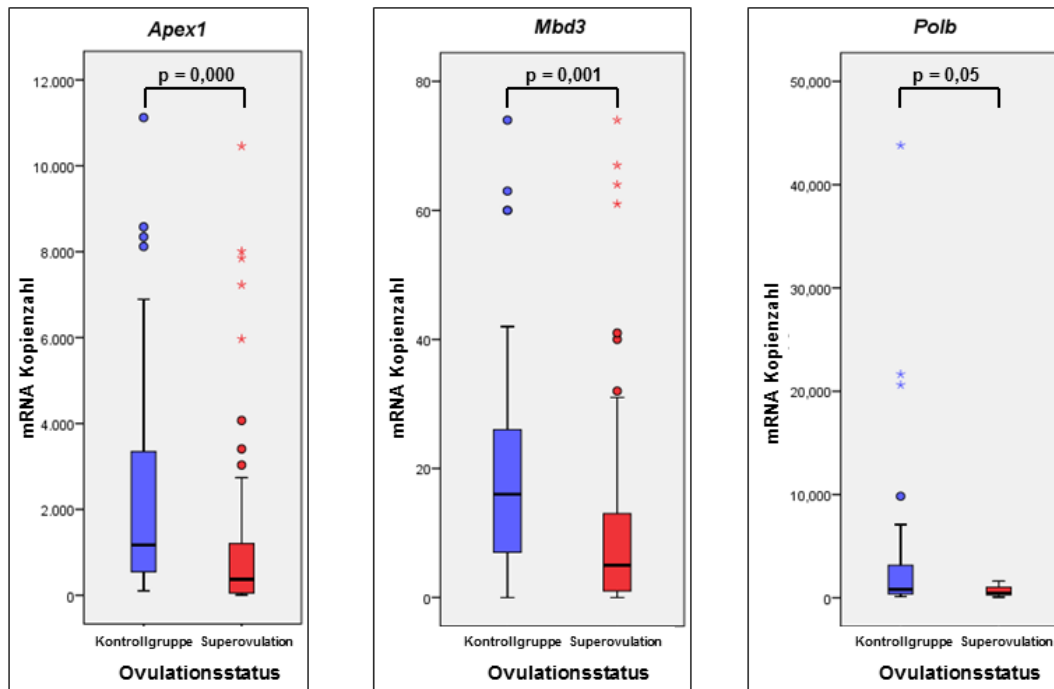 Apex1
p = 0,000
12.000
10.000
8.000
6.000
4.000
2.000
0
mRNA Kopienzahl
Kontrollgruppe Superovulation
Ovulationsstatus
Mbd3
p = 0,001
80
60
40
20
0
mRNA Kopienzahl
Kontrollgruppe Superovulation
Ovulationsstatus
Polb
p = 0,05
50,000
40,000
30,000
20,000
10,000
0
mRNA Kopienzahl
Kontrollgruppe Superovulation
Ovulationsstatus